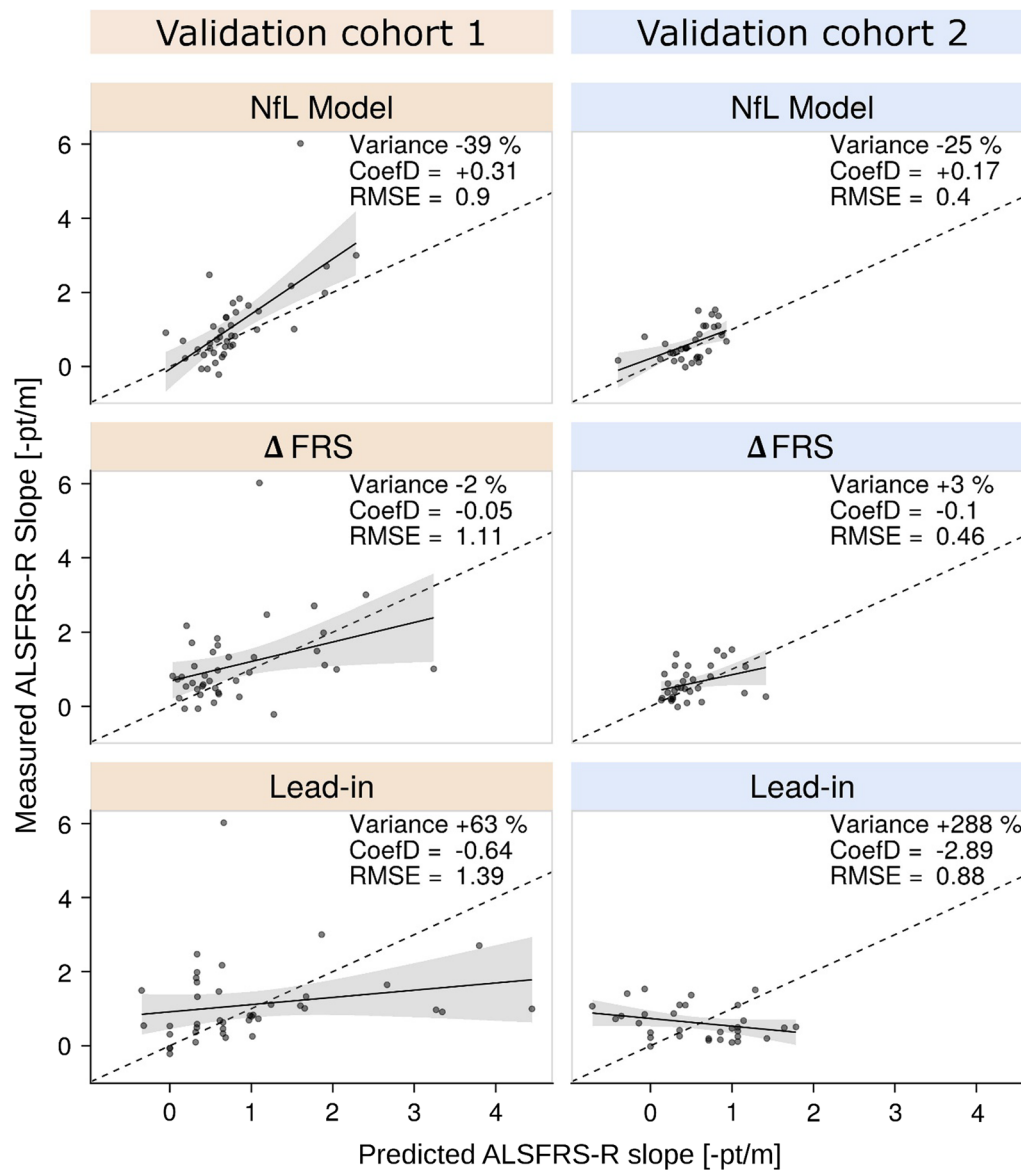 Validation cohort 1
Validation cohort 2
NfL Model
NfL Model
Variance -39 %
CoefD = +0.31
RMSE = 0.9
Variance -25 %
CoefD = +0.17
RMSE = 0.4
6
4
2
0
Δ FRS
Δ FRS
Variance -2 %
CoefD = -0.05
RMSE = 1.11
Variance +3 %
CoefD = -0.1
RMSE = 0.46
6
4
2
0
Measured ALSFRS-R Slope [-pt/m]
Lead-in
Lead-in
Variance +63 %
CoefD = -0.64
RMSE = 1.39
Variance +288 %
CoefD = -2.89
RMSE = 0.88
6
4
2
0
0 1 2 3 4
0 1 2 3 4
Predicted ALSFRS-R slope [-pt/m]